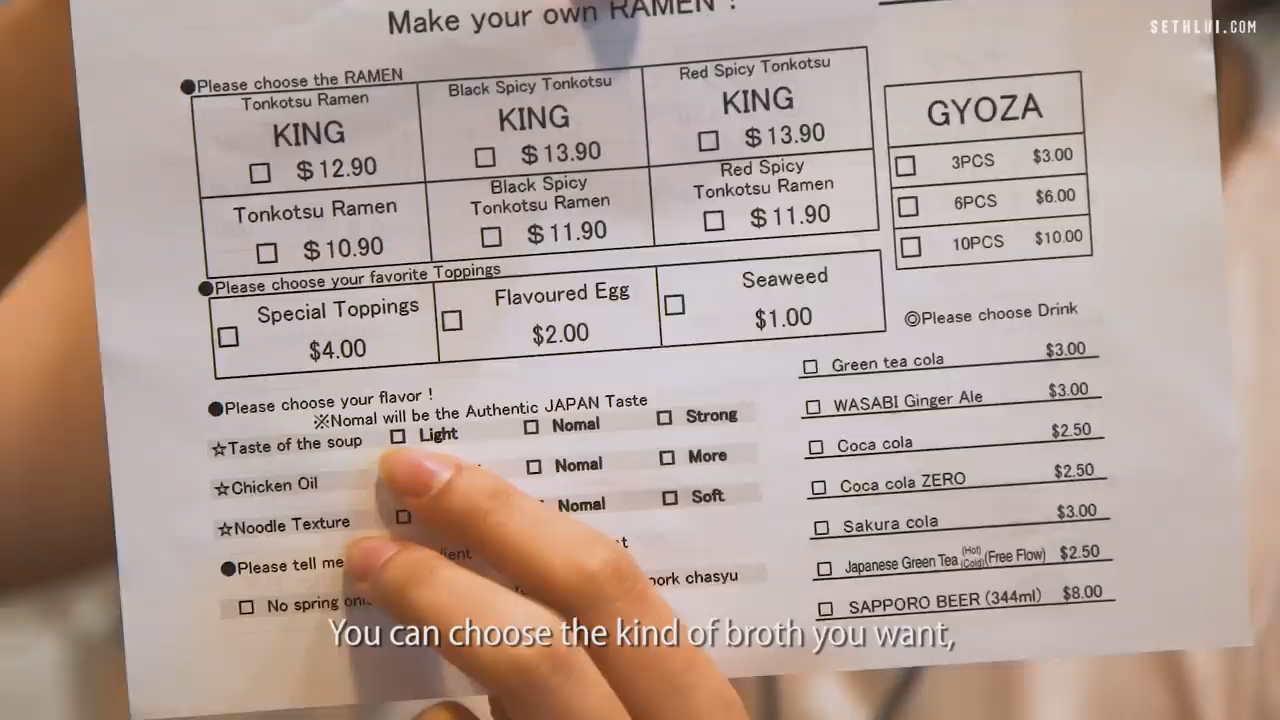 SETHLUI.COM
Make your own RAMEN !
●Please choose the RAMEN
Tonkotsu Ramen
KING
□ $12.90
Black Spicy Tonkotsu
KING
□ $13.90
Red Spicy Tonkotsu
KING
□ $13.90
Tonkotsu Ramen
□ $10.90
Black Spicy
Tonkotsu Ramen
□ $11.90
Red Spicy
Tonkotsu Ramen
□ $11.90
GYOZA
□ 3PCS $3.00
□ 6PCS $6.00
□ 10PCS $10.00
●Please choose your favorite Toppings
□ Special Toppings
$4.00
□ Flavoured Egg
$2.00
□ Seaweed
$1.00
●Please choose your flavor !
※Nomal will be the Authentic JAPAN Taste
☆Taste of the soup □ Light □ Nomal □ Strong
☆Chicken Oil □ Nomal □ More
☆Noodle Texture □ Nomal □ Soft
●Please tell me
□ No spring
pork chasyu
◎Please choose Drink
□ Green tea cola $3.00
□ WASABI Ginger Ale $3.00
□ Coca cola $2.50
□ Coca cola ZERO $2.50
□ Sakura cola $3.00
□ Japanese Green Tea (Hot) (Cold) (Free Flow) $2.50
□ SAPPORO BEER (344ml) $8.00
You can choose the kind of broth you want,